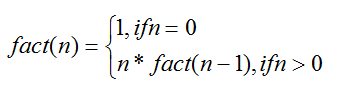 fact(n) = { 1, ifn = 0
n * fact(n − 1), ifn > 0